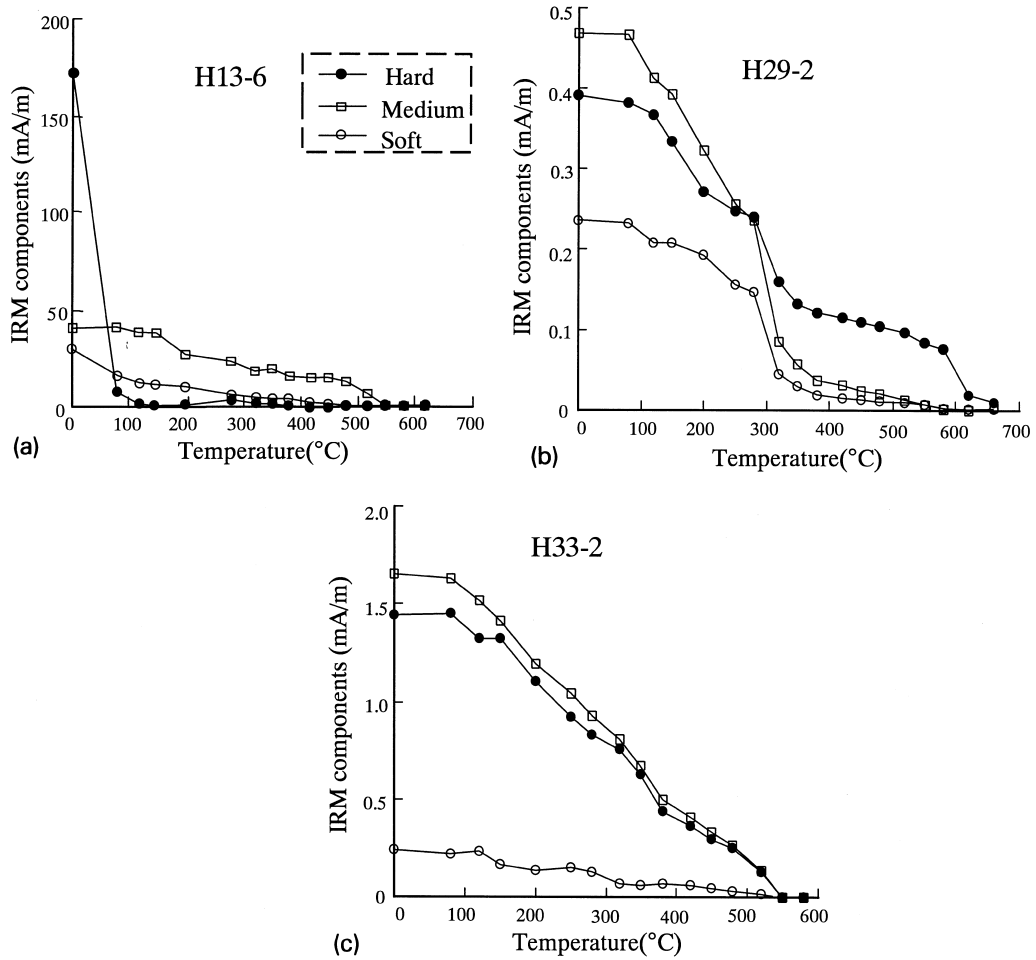 200
150
100
50
0
IRM components (mA/m)
H13-6
Hard
Medium
Soft
0 100 200 300 400 500 600 700
Temperature(°C)
(a)
0.5
0.4
0.3
0.2
0.1
0
IRM components (mA/m)
H29-2
0 100 200 300 400 500 600 700
Temperature(°C)
(b)
2.0
1.5
1.0
0.5
0
IRM components (mA/m)
H33-2
0 100 200 300 400 500 600
Temperature(°C)
(c)